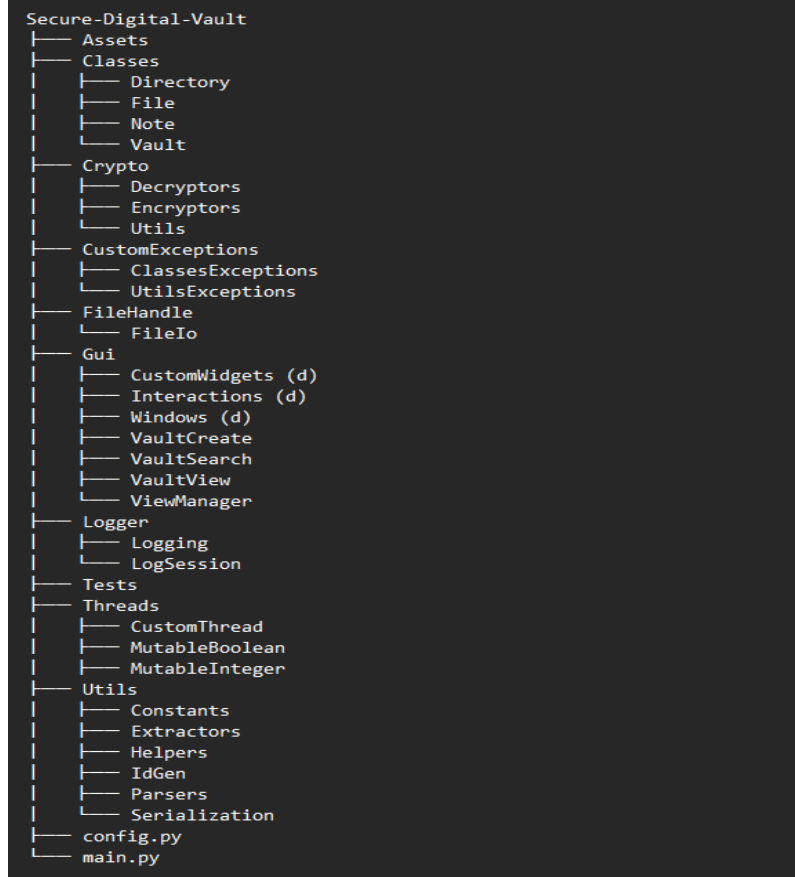 Secure-Digital-Vault
├── Assets
├── Classes
│   ├── Directory
│   ├── File
│   ├── Note
│   └── Vault
├── Crypto
│   ├── Decryptors
│   ├── Encryptors
│   └── Utils
├── CustomExceptions
│   ├── ClassesExceptions
│   └── UtilsExceptions
├── FileHandle
│   └── FileIo
├── Gui
│   ├── CustomWidgets (d)
│   ├── Interactions (d)
│   ├── Windows (d)
│   ├── VaultCreate
│   ├── VaultSearch
│   ├── VaultView
│   └── ViewManager
├── Logger
│   ├── Logging
│   └── LogSession
├── Tests
├── Threads
│   ├── CustomThread
│   ├── MutableBoolean
│   ├── MutableInteger
├── Utils
│   ├── Constants
│   ├── Extractors
│   ├── Helpers
│   ├── IdGen
│   ├── Parsers
│   └── Serialization
├── config.py
└── main.py